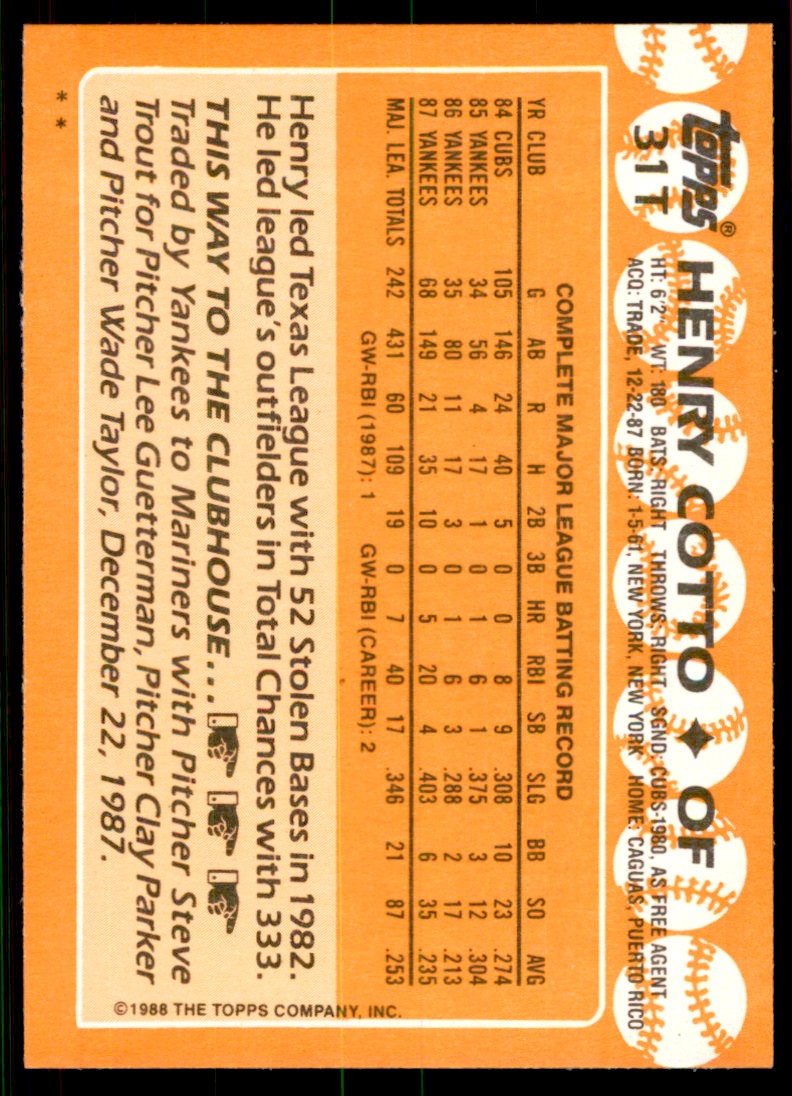 topps®
31T
HENRY COTTO ✦ OF
HT: 6'2" WT: 180 BATS: RIGHT THROWS: RIGHT SGND: CUBS-1980, AS FREE AGENT
ACQ: TRADE, 12-22-87 BORN: 1-5-61, NEW YORK, NEW YORK HOME: CAGUAS, PUERTO RICO
COMPLETE MAJOR LEAGUE BATTING RECORD
YR CLUB G AB R H 2B 3B HR RBI SB SLG BB SO AVG
84 CUBS 105 146 24 40 5 0 0 8 9 .308 10 23 .274
85 YANKEES 34 56 4 17 1 0 1 6 1 .375 3 12 .304
86 YANKEES 35 80 11 17 3 0 1 6 3 .288 2 17 .213
87 YANKEES 68 149 21 35 10 0 5 20 4 .403 6 35 .235
MAJ. LEA. TOTALS 242 431 60 109 19 0 7 40 17 .346 21 87 .253
GW-RBI (1987): 1 GW-RBI (CAREER): 2
Henry led Texas League with 52 Stolen Bases in 1982.
He led league's outfielders in Total Chances with 333.
THIS WAY TO THE CLUBHOUSE...
Traded by Yankees to Mariners with Pitcher Steve
Trout for Pitcher Lee Guetterman, Pitcher Clay Parker
and Pitcher Wade Taylor, December 22, 1987.
©1988 THE TOPPS COMPANY, INC.
* *